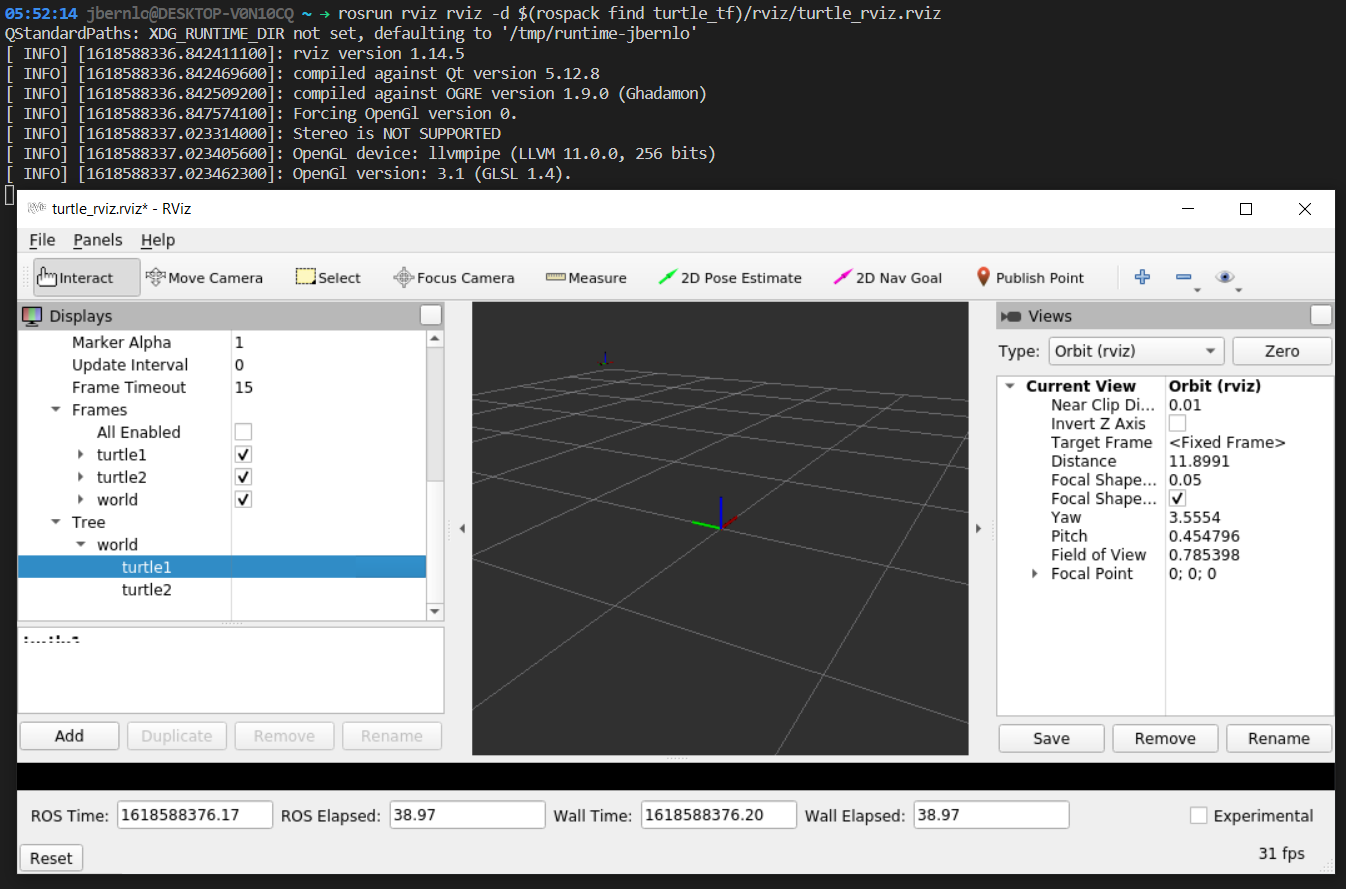 05:52:14 jbernlo@DESKTOP-V0N10CQ ~ → rosrun rviz rviz -d $(rospack find turtle_tf)/rviz/turtle_rviz.rviz
QStandardPaths: XDG_RUNTIME_DIR not set, defaulting to '/tmp/runtime-jbernlo'
[ INFO] [1618588336.842411100]: rviz version 1.14.5
[ INFO] [1618588336.842469600]: compiled against Qt version 5.12.8
[ INFO] [1618588336.842509200]: compiled against OGRE version 1.9.0 (Ghadamon)
[ INFO] [1618588336.847574100]: Forcing OpenGl version 0.
[ INFO] [1618588337.023314000]: Stereo is NOT SUPPORTED
[ INFO] [1618588337.023405600]: OpenGL device: llvmpipe (LLVM 11.0.0, 256 bits)
[ INFO] [1618588337.023462300]: OpenGl version: 3.1 (GLSL 1.4).
turtle_rviz.rviz* - RViz
File Panels Help
Interact Move Camera Select Focus Camera Measure 2D Pose Estimate 2D Nav Goal Publish Point
Displays
Marker Alpha 1
Update Interval 0
Frame Timeout 15
Frames
All Enabled
turtle1
turtle2
world
Tree
world
turtle1
turtle2
Add Duplicate Remove Rename
Views
Type: Orbit (rviz) Zero
Current View Orbit (rviz)
Near Clip Di... 0.01
Invert Z Axis
Target Frame <Fixed Frame>
Distance 11.8991
Focal Shape... 0.05
Focal Shape...
Yaw 3.5554
Pitch 0.454796
Field of View 0.785398
Focal Point 0; 0; 0
Save Remove Rename
ROS Time: 1618588376.17 ROS Elapsed: 38.97 Wall Time: 1618588376.20 Wall Elapsed: 38.97 Experimental
Reset 31 fps